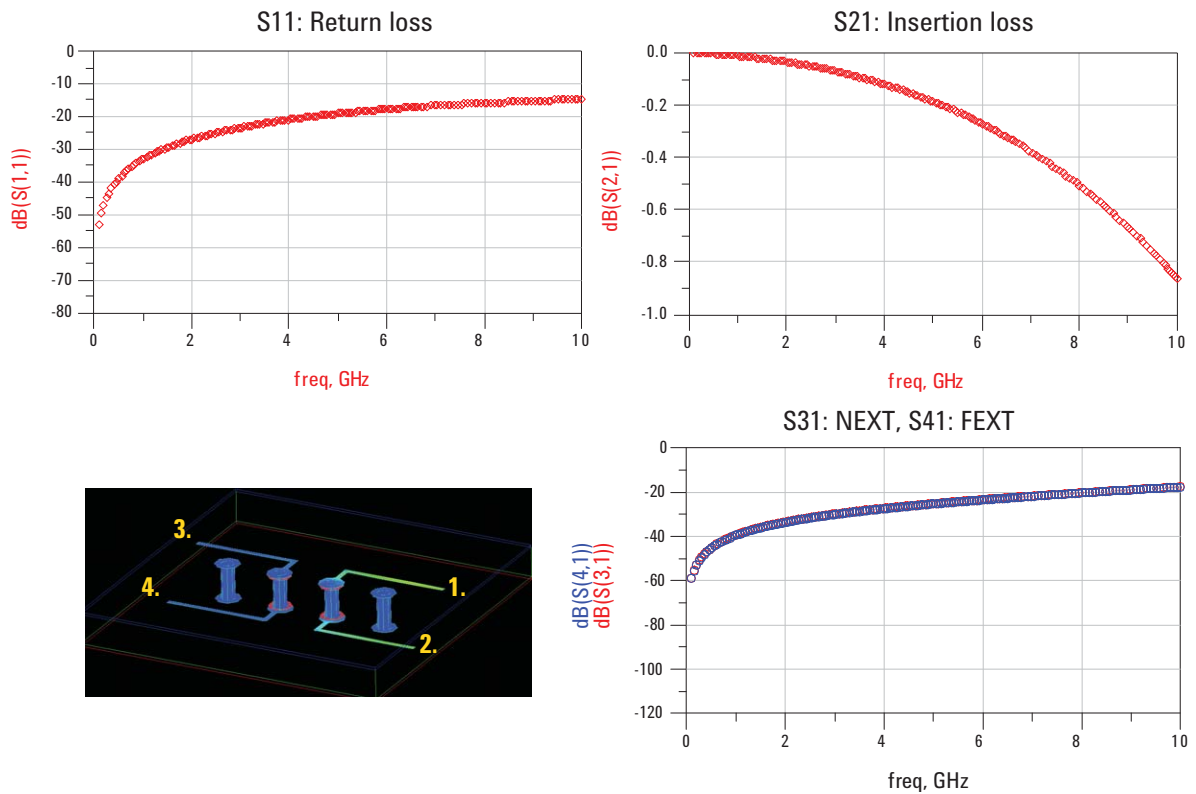 S11: Return loss
0
-10
-20
-30
-40
-50
-60
-70
-80
dB(S(1,1))
0 2 4 6 8 10
freq, GHz
S21: Insertion loss
0.0
-0.2
-0.4
-0.6
-0.8
-1.0
dB(S(2,1))
0 2 4 6 8 10
freq, GHz
3.
4.
1.
2.
S31: NEXT, S41: FEXT
0
-20
-40
-60
-80
-100
-120
dB(S(4,1))
dB(S(3,1))
0 2 4 6 8 10
freq, GHz